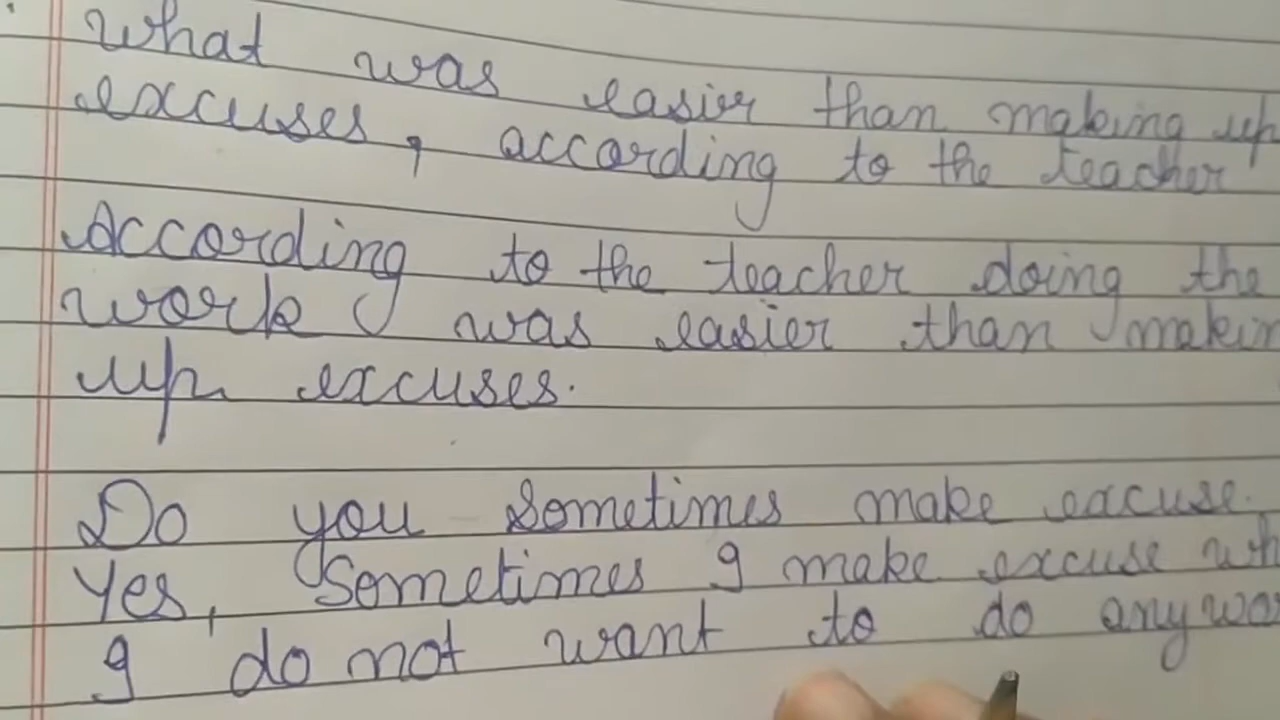 What was easier than making up
excuses, according to the teacher
According to the teacher doing the
work was easier than makin
up excuses.
Do you sometimes make excuse.
Yes, Sometimes I make excuse wh
I do not want to do anywo